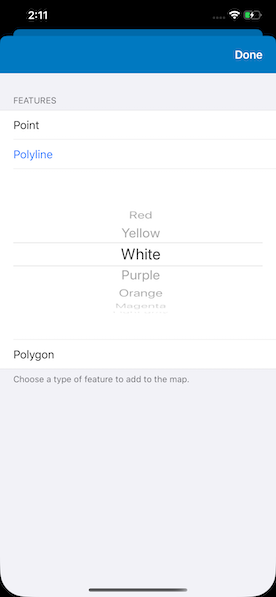 2:11
Done
FEATURES
Point
Polyline
Red
Yellow
White
Purple
Orange
Magenta
Polygon
Choose a type of feature to add to the map.